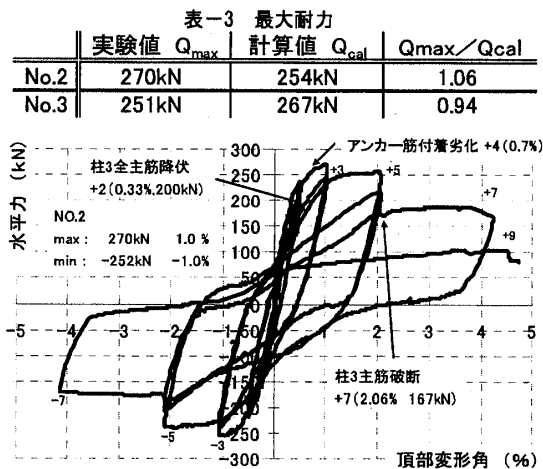 表－3 最大耐力
実験値 Qmax 計算値 Qcal Qmax／Qcal
No.2 270kN 254kN 1.06
No.3 251kN 267kN 0.94
水平力 (kN)
アンカー筋付着劣化 +4(0.7%)
柱3全主筋降伏
+2(0.33%,200kN)
NO.2
max : 270kN 1.0 %
min : -252kN -1.0%
300
250
200
150
100
50
0
-50
-100
-150
-200
-250
-300
-5 -4 -3 -2 -1 0 1 2 3 4 5
+3
+5
+7
+9
-7
-5
-3
柱3主筋破断
+7(2.06% 167kN)
頂部変形角 (%)